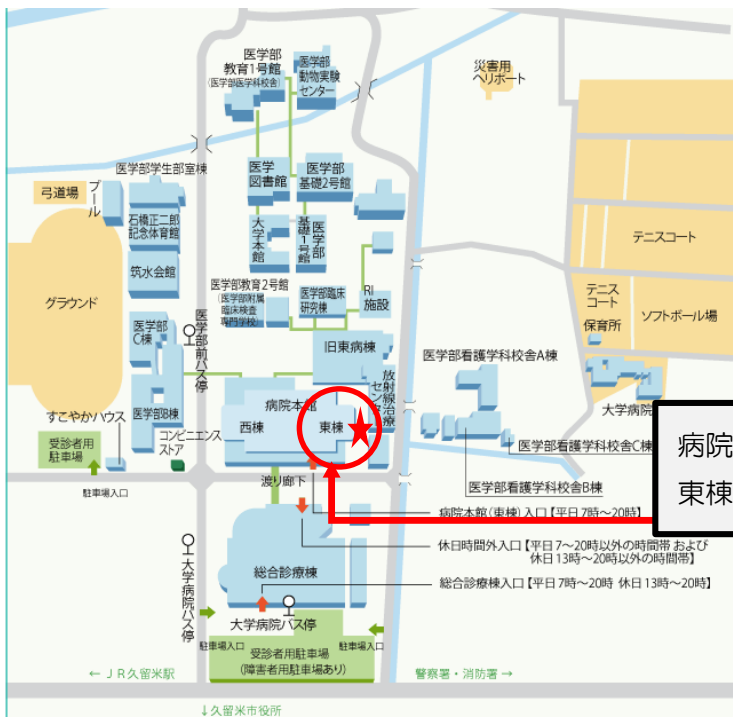 医学部
教育1号館
(医学部医学科校舎)
医学部
動物実験
センター
災害用
ヘリポート
医学部学生部室棟
弓道場
プール
石橋正二郎
記念体育館
筑水会館
グラウンド
医学
図書館
医学部
基礎2号館
大学本館
医学部
基礎1号館
テニスコート
医学部教育2号館
(医学部附属
臨床検査
専門学校)
医学部臨床
研究棟
RI
施設
テニス
コート
保育所
ソフトボール場
医学部前バス停
医学部
C棟
医学部B棟
旧東病棟
放射線治療
センター
医学部看護学科校舎A棟
大学病院
すこやかハウス
受診者用
駐車場
コンビニエンス
ストア
病院本館
西棟
東棟
医学部看護学科校舎C棟
医学部看護学科校舎B棟
病院
東棟
駐車場入口
渡り廊下
病院本館(東棟)入口【平日7時〜20時】
休日時間外入口【平日7〜20時以外の時間帯 および
休日13時〜20時以外の時間帯】
総合診療棟入口【平日7時〜20時 休日13時〜20時】
大学病院バス停
総合診療棟
大学病院バス停
駐車場入口
受診者用駐車場
(障害者用駐車場あり)
駐車場入口
← JR久留米駅
警察署・消防署 →
↓久留米市役所